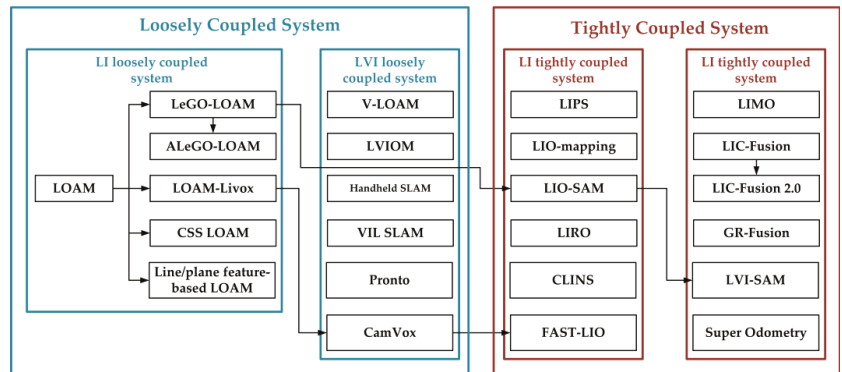 Loosely Coupled System
Tightly Coupled System
LI loosely coupled
system
LVI loosely
coupled system
LI tightly coupled
system
LI tightly coupled
system
LOAM
LeGO-LOAM
ALeGO-LOAM
LOAM-Livox
CSS LOAM
Line/plane feature-
based LOAM
V-LOAM
LVIOM
Handheld SLAM
VIL SLAM
Pronto
CamVox
LIPS
LIO-mapping
LIO-SAM
LIRO
CLINS
FAST-LIO
LIMO
LIC-Fusion
LIC-Fusion 2.0
GR-Fusion
LVI-SAM
Super Odometry